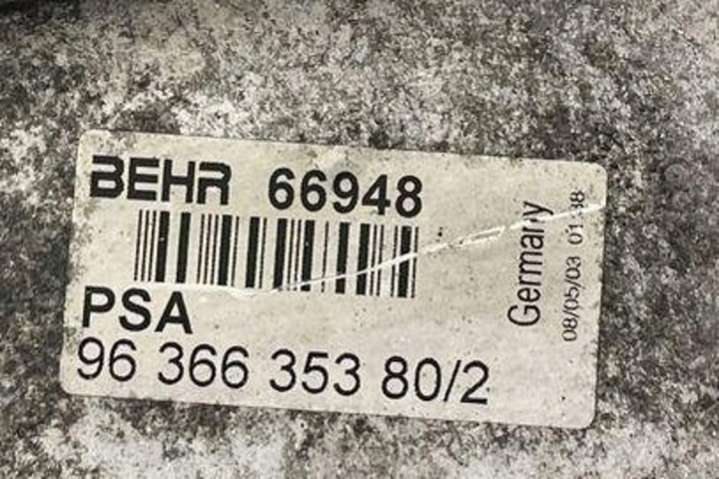 BEHR 66948
PSA
96 366 353 80/2
Germany
08/05/03 01:38